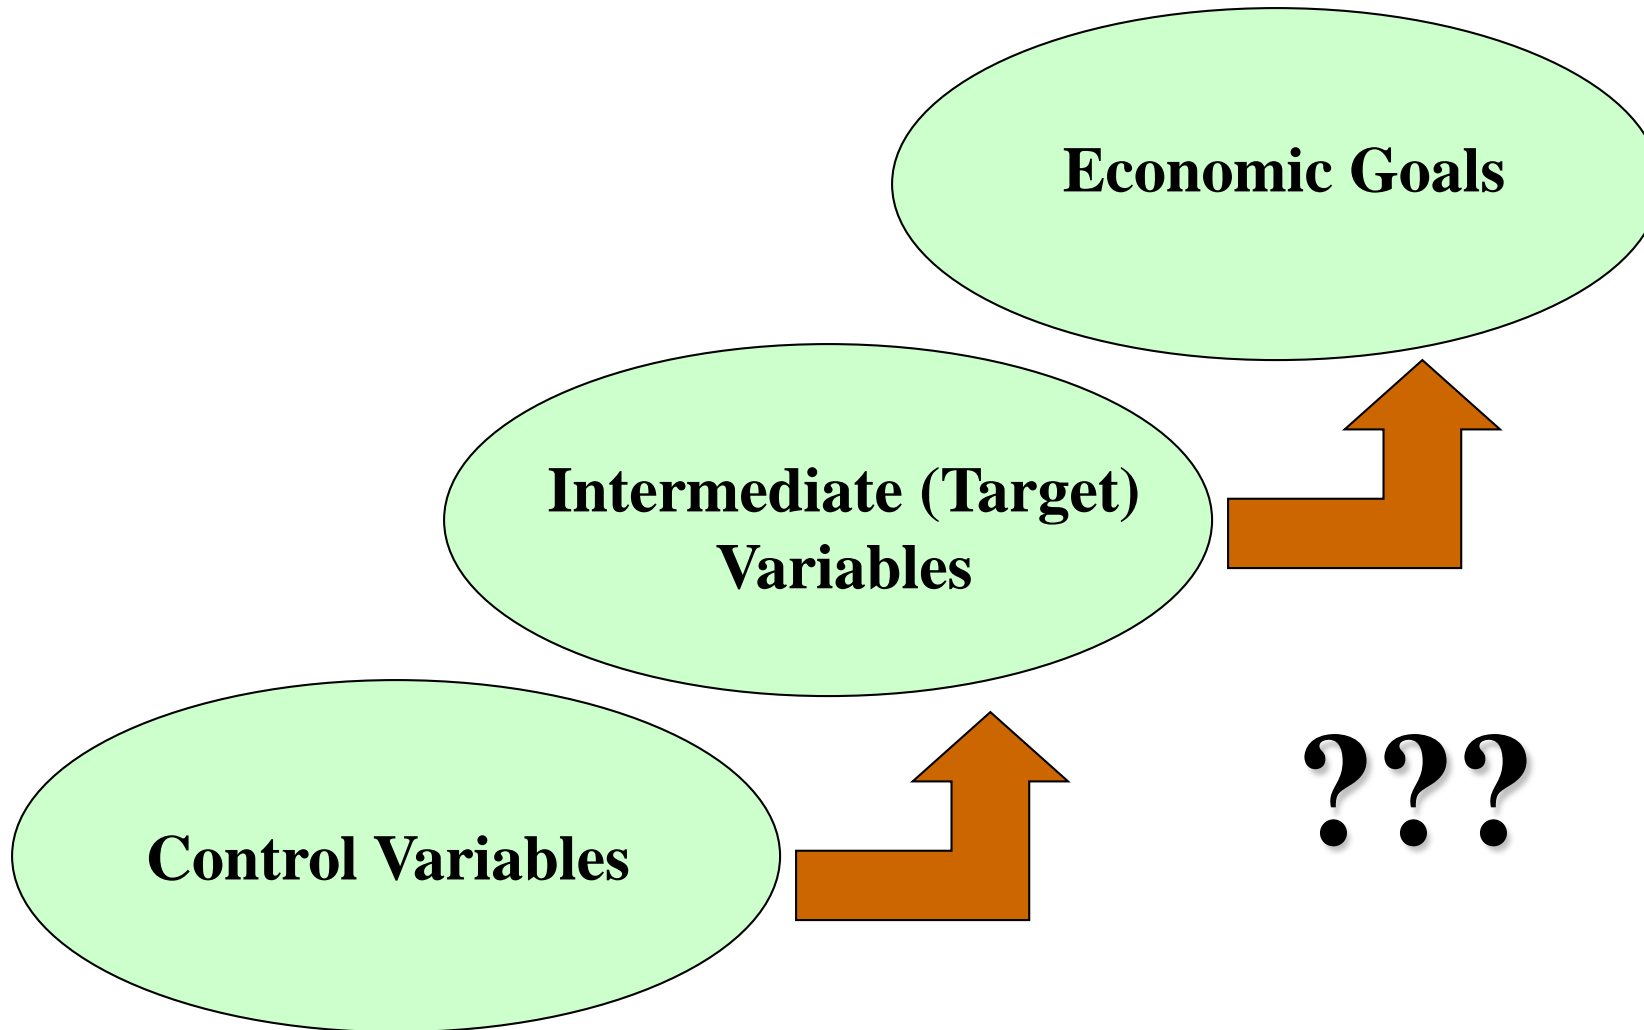 Economic Goals
Intermediate (Target)
Variables
Control Variables
???